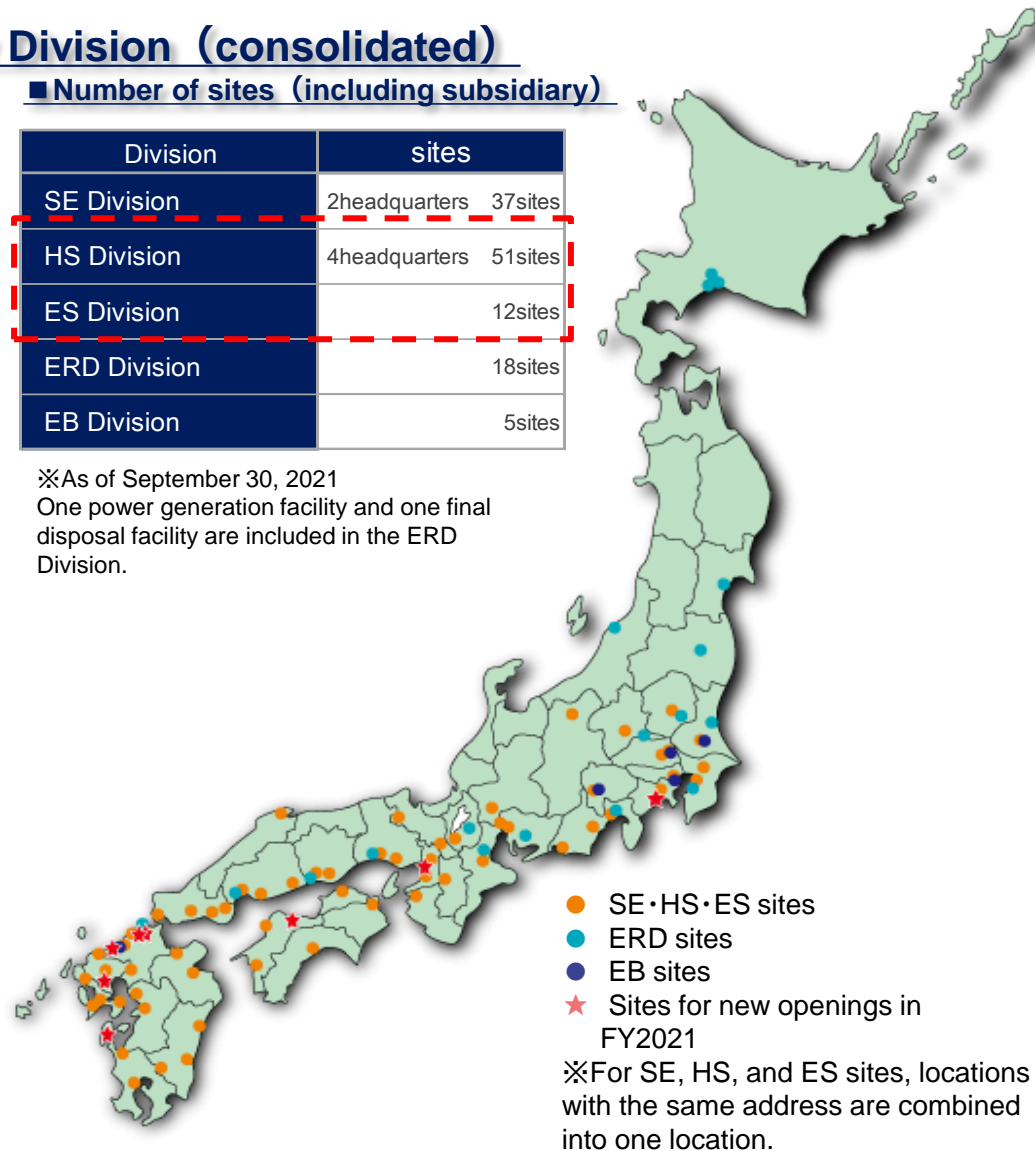 Division（consolidated）
■Number of sites（including subsidiary）
Division sites
SE Division 2headquarters 37sites
HS Division 4headquarters 51sites
ES Division 12sites
ERD Division 18sites
EB Division 5sites
※As of September 30, 2021
One power generation facility and one final
disposal facility are included in the ERD
Division.
SE･HS･ES sites
ERD sites
EB sites
Sites for new openings in
FY2021
※For SE, HS, and ES sites, locations
with the same address are combined
into one location.